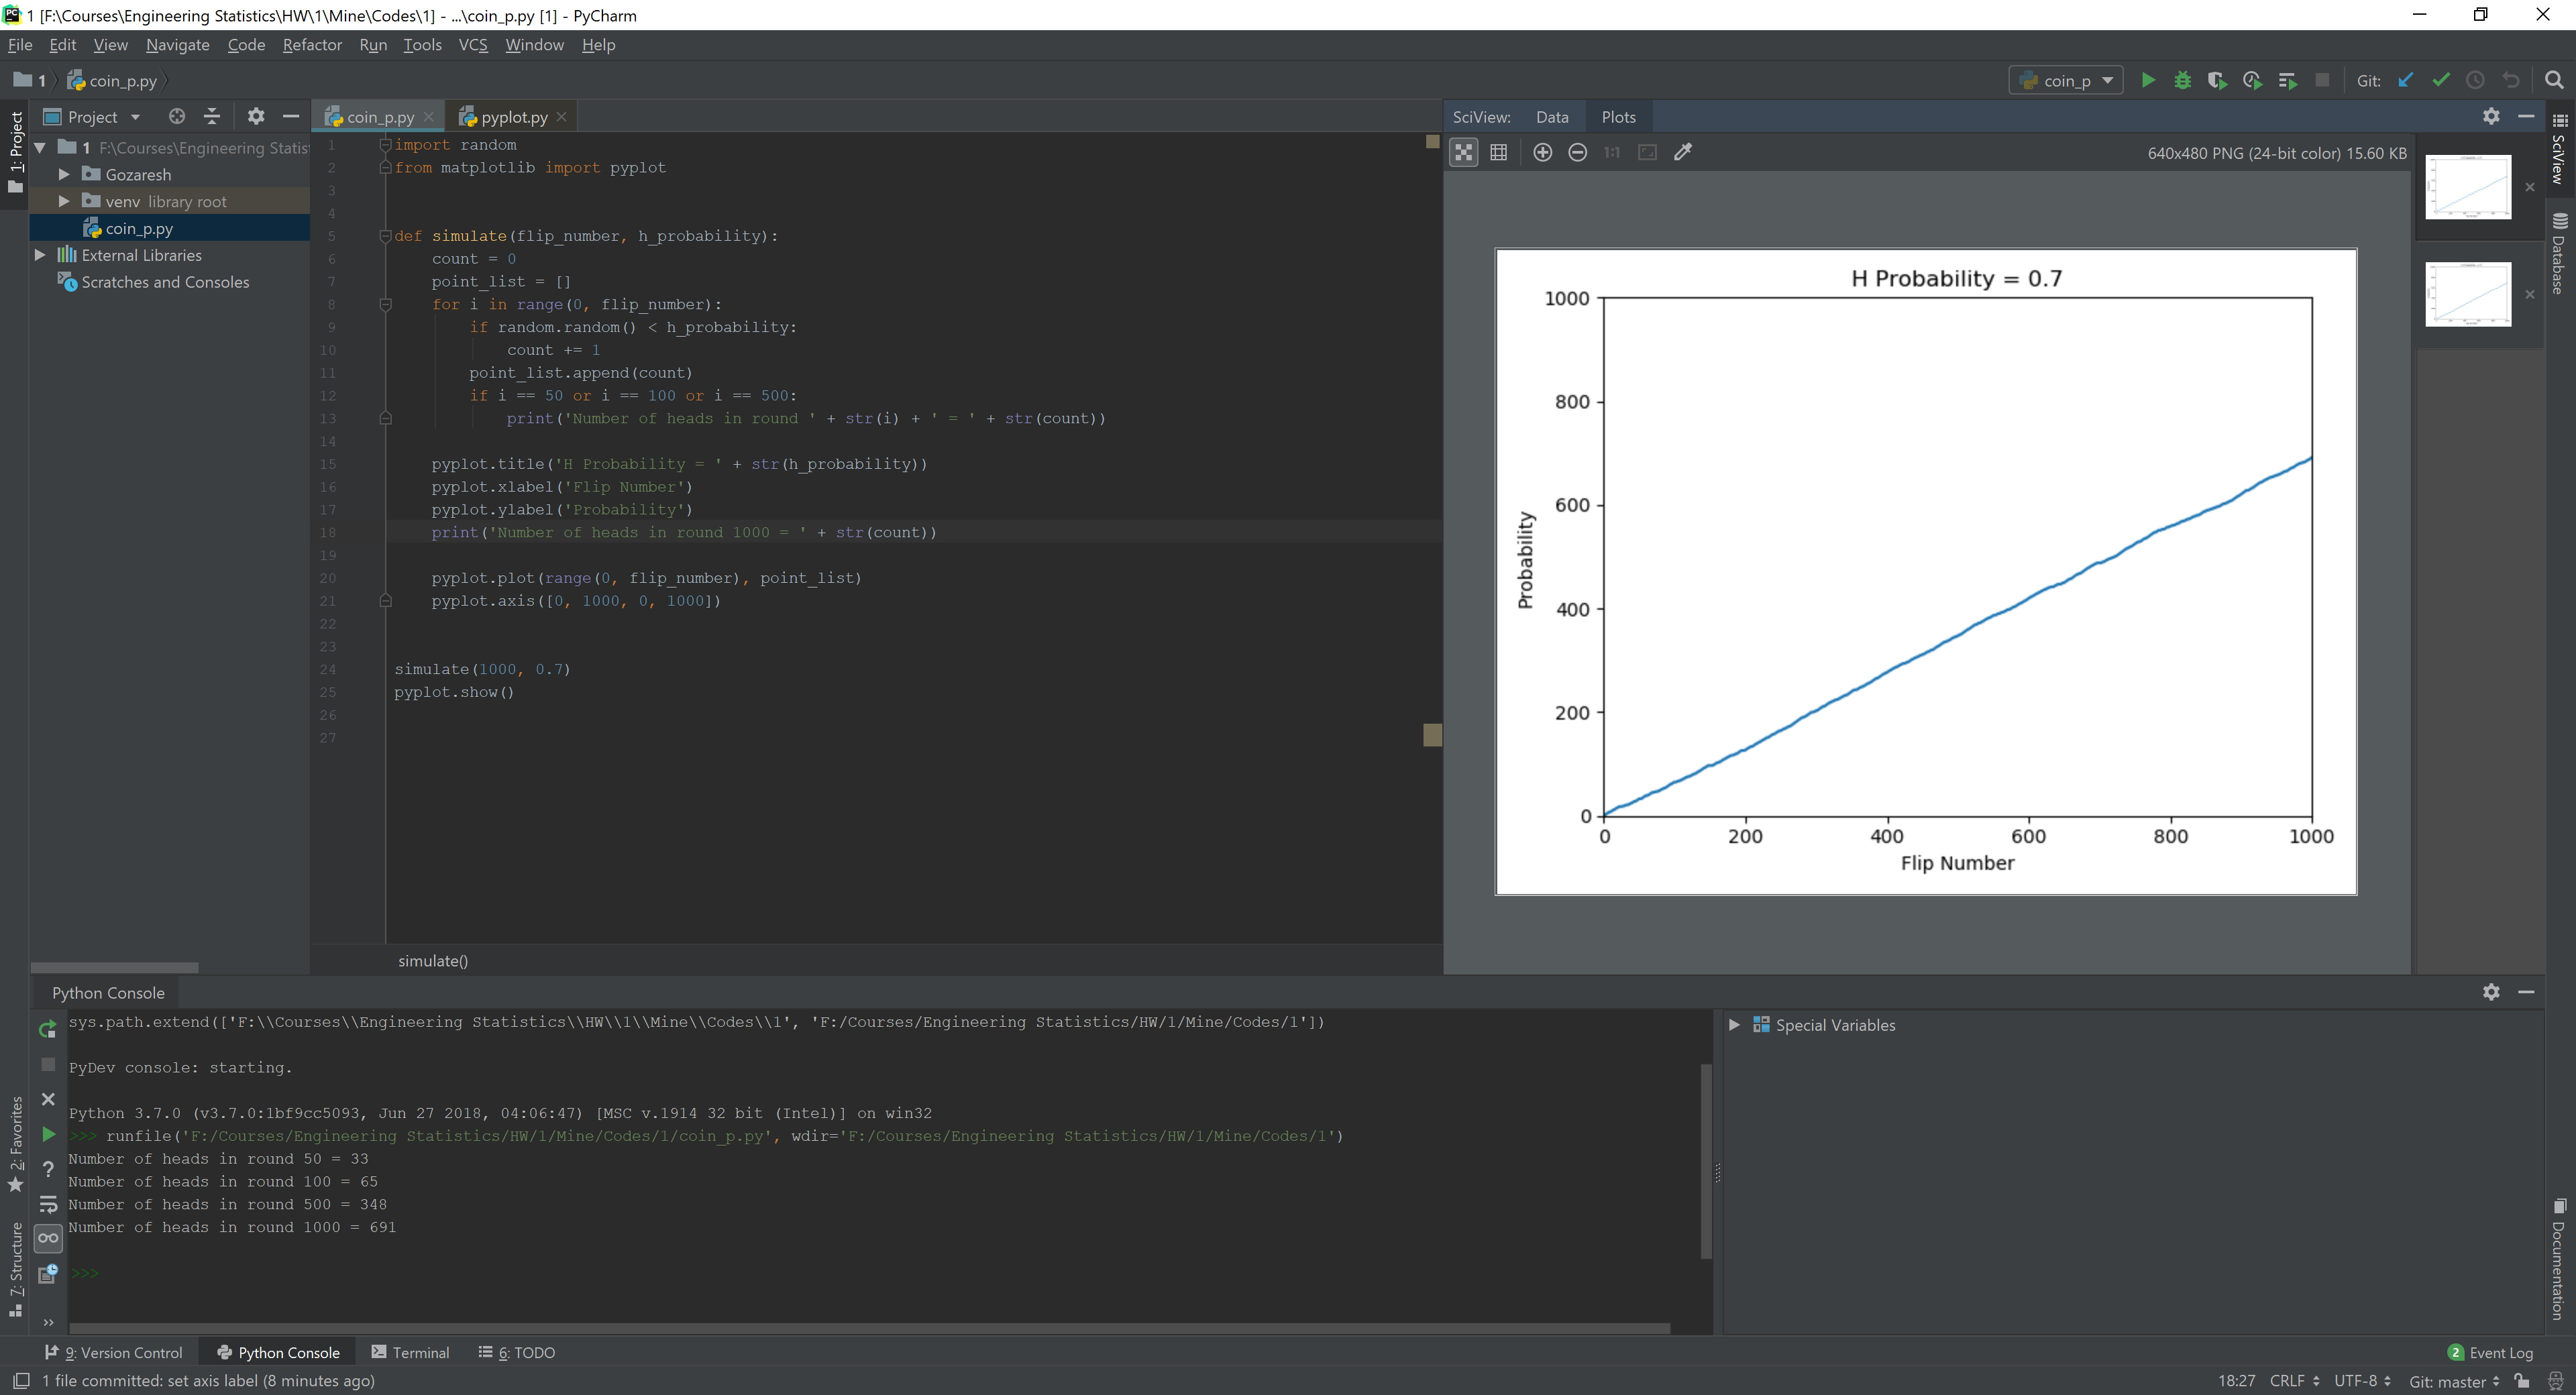 1 [F:\Courses\Engineering Statistics\HW\1\Mine\Codes\1] - ...\coin_p.py [1] - PyCharm
File Edit View Navigate Code Refactor Run Tools VCS Window Help
1 coin_p.py
coin_p Git:
1: Project
Project
coin_p.py pyplot.py
SciView: Data Plots
1 F:\Courses\Engineering Statis
Gozaresh
venv library root
coin_p.py
External Libraries
Scratches and Consoles
1 import random
2 from matplotlib import pyplot
3
4
5 def simulate(flip_number, h_probability):
6 count = 0
7 point_list = []
8 for i in range(0, flip_number):
9 if random.random() < h_probability:
10 count += 1
11 point_list.append(count)
12 if i == 50 or i == 100 or i == 500:
13 print('Number of heads in round ' + str(i) + ' = ' + str(count))
14
15 pyplot.title('H Probability = ' + str(h_probability))
16 pyplot.xlabel('Flip Number')
17 pyplot.ylabel('Probability')
18 print('Number of heads in round 1000 = ' + str(count))
19
20 pyplot.plot(range(0, flip_number), point_list)
21 pyplot.axis([0, 1000, 0, 1000])
22
23
24 simulate(1000, 0.7)
25 pyplot.show()
26
27
simulate()
1:1
640x480 PNG (24-bit color) 15.60 KB
H Probability = 0.7
1000
800
600
400
200
0
Probability
0 200 400 600 800 1000
Flip Number
SciView
Database
Python Console
sys.path.extend(['F:\\Courses\\Engineering Statistics\\HW\\1\\Mine\\Codes\\1', 'F:/Courses/Engineering Statistics/HW/1/Mine/Codes/1'])
PyDev console: starting.
Python 3.7.0 (v3.7.0:1bf9cc5093, Jun 27 2018, 04:06:47) [MSC v.1914 32 bit (Intel)] on win32
>>> runfile('F:/Courses/Engineering Statistics/HW/1/Mine/Codes/1/coin_p.py', wdir='F:/Courses/Engineering Statistics/HW/1/Mine/Codes/1')
Number of heads in round 50 = 33
Number of heads in round 100 = 65
Number of heads in round 500 = 348
Number of heads in round 1000 = 691
>>>
Special Variables
2: Favorites
7: Structure
Documentation
9: Version Control Python Console Terminal 6: TODO
2 Event Log
1 file committed: set axis label (8 minutes ago)
18:27 CRLF UTF-8 Git: master